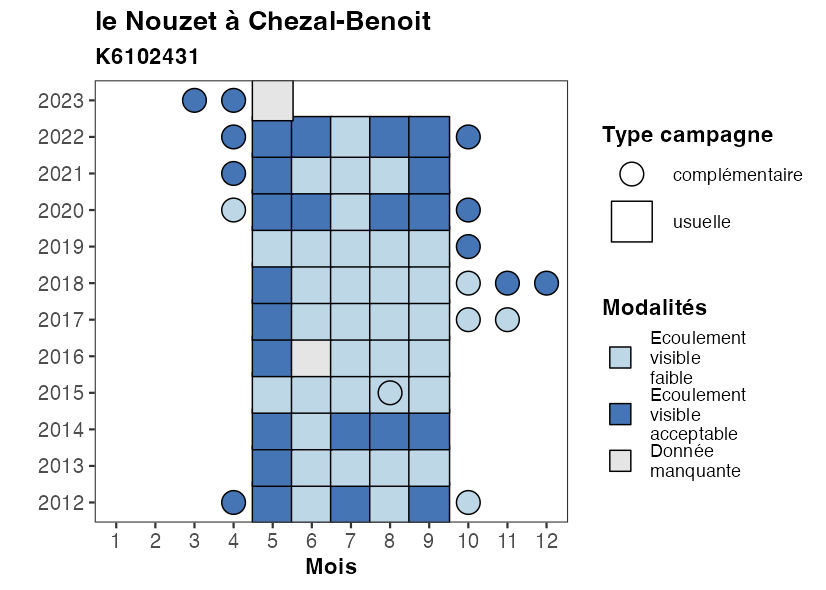 le Nouzet à Chezal-Benoit
K6102431
2023
2022
2021
2020
2019
2018
2017
2016
2015
2014
2013
2012
1 2 3 4 5 6 7 8 9 10 11 12
Mois
Type campagne
complémentaire
usuelle
Modalités
Ecoulement
visible
faible
Ecoulement
visible
acceptable
Donnée
manquante